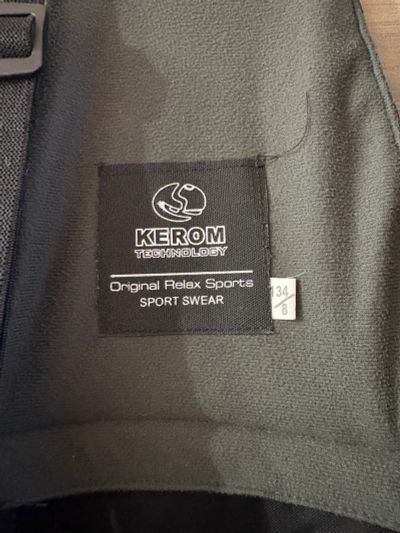 KEROM
TECHNOLOGY
Original Relax Sports
SPORT SWEAR
134
8